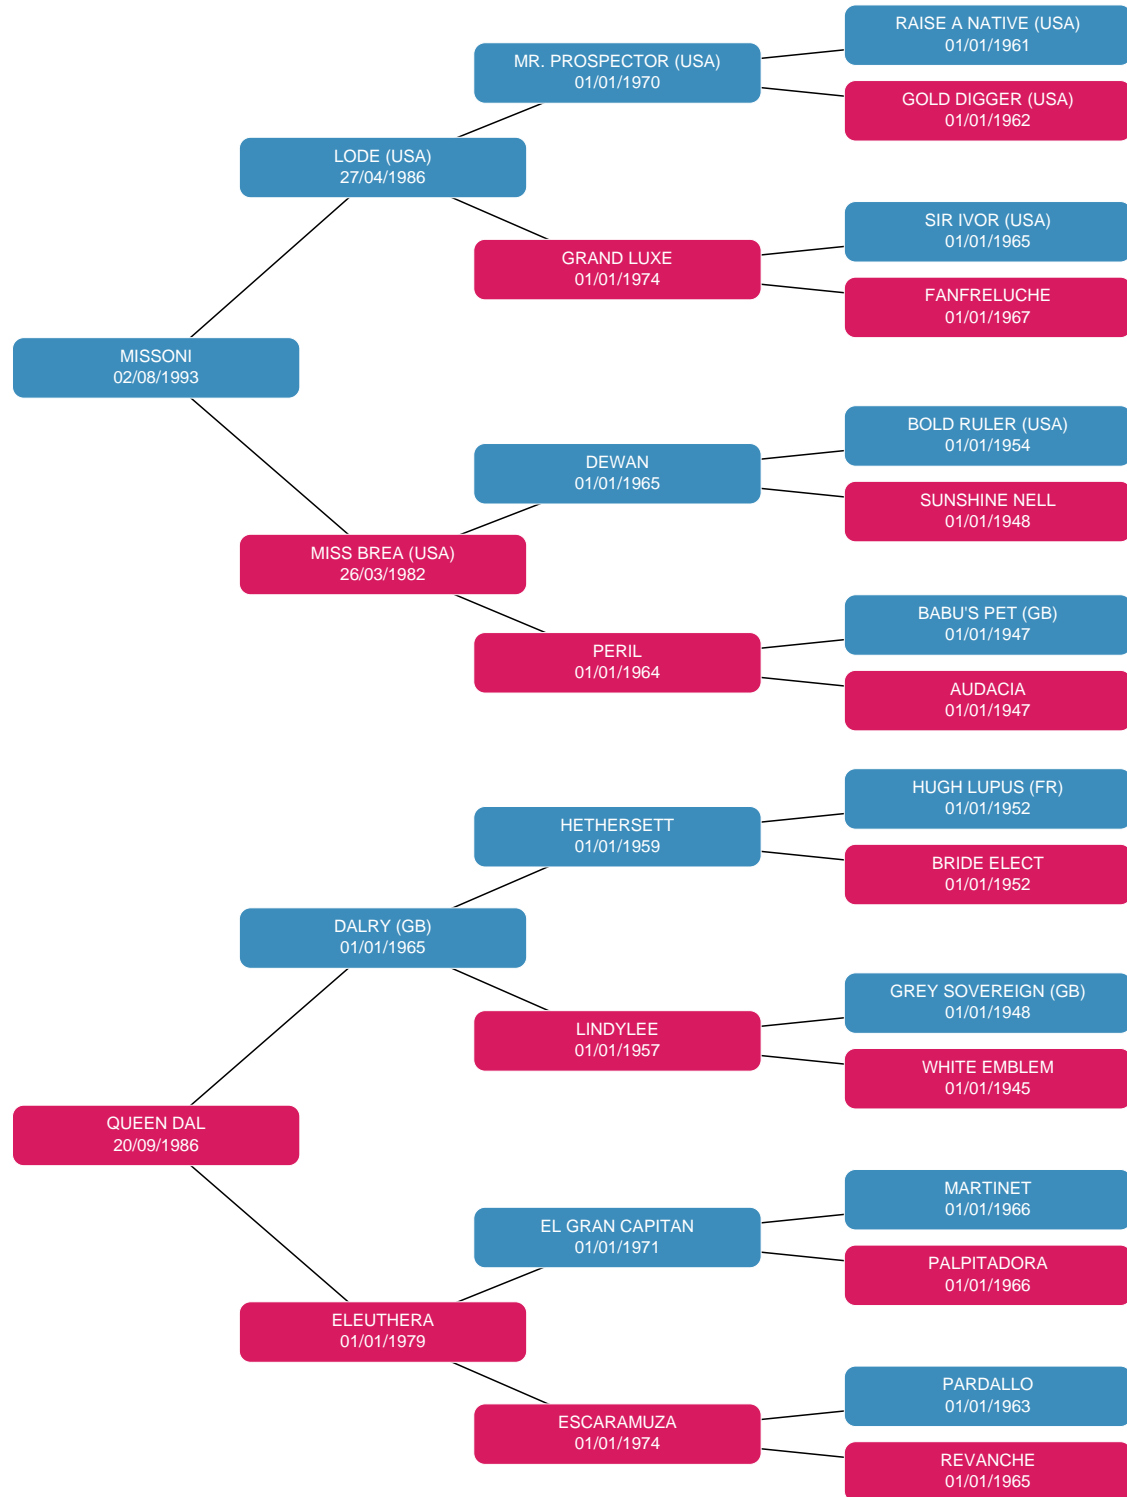 RAISE A NATIVE (USA)
01/01/1961
MR. PROSPECTOR (USA)
01/01/1970
GOLD DIGGER (USA)
01/01/1962
LODE (USA)
27/04/1986
SIR IVOR (USA)
01/01/1965
GRAND LUXE
01/01/1974
FANFRELUCHE
01/01/1967
MISSONI
02/08/1993
BOLD RULER (USA)
01/01/1954
DEWAN
01/01/1965
SUNSHINE NELL
01/01/1948
MISS BREA (USA)
26/03/1982
BABU'S PET (GB)
01/01/1947
PERIL
01/01/1964
AUDACIA
01/01/1947
HUGH LUPUS (FR)
01/01/1952
HETHERSETT
01/01/1959
BRIDE ELECT
01/01/1952
DALRY (GB)
01/01/1965
GREY SOVEREIGN (GB)
01/01/1948
LINDYLEE
01/01/1957
WHITE EMBLEM
01/01/1945
QUEEN DAL
20/09/1986
MARTINET
01/01/1966
EL GRAN CAPITAN
01/01/1971
PALPITADORA
01/01/1966
ELEUTHERA
01/01/1979
PARDALLO
01/01/1963
ESCARAMUZA
01/01/1974
REVANCHE
01/01/1965